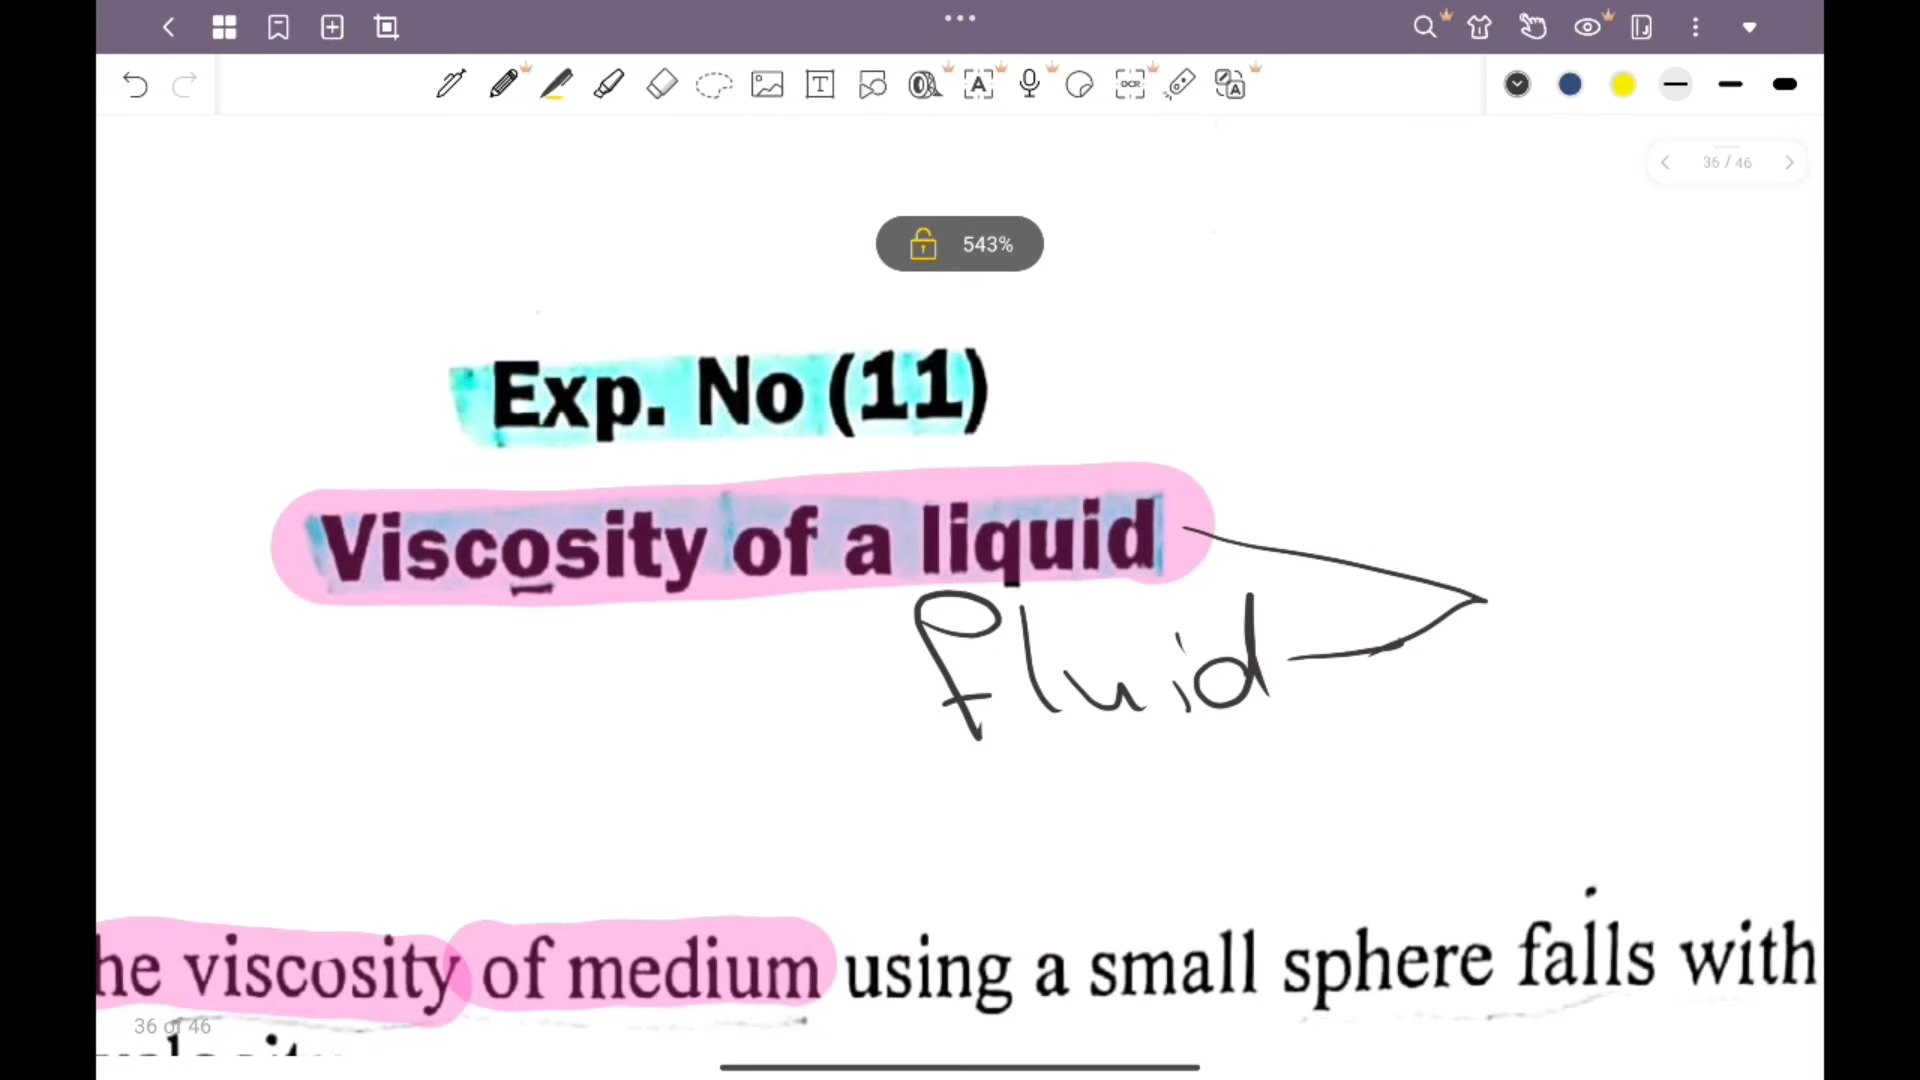 36 / 46
543%
Exp. No (11)
Viscosity of a liquid
fluid
he viscosity of medium using a small sphere falls with
36 of 46